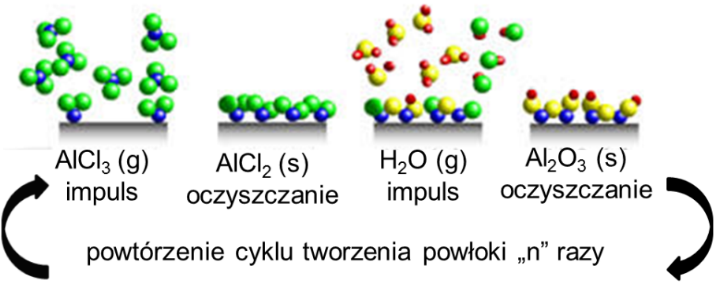 AlCl₃ (g)
impuls
AlCl₂ (s)
oczyszczanie
H₂O (g)
impuls
Al₂O₃ (s)
oczyszczanie
powtórzenie cyklu tworzenia powłoki „n” razy